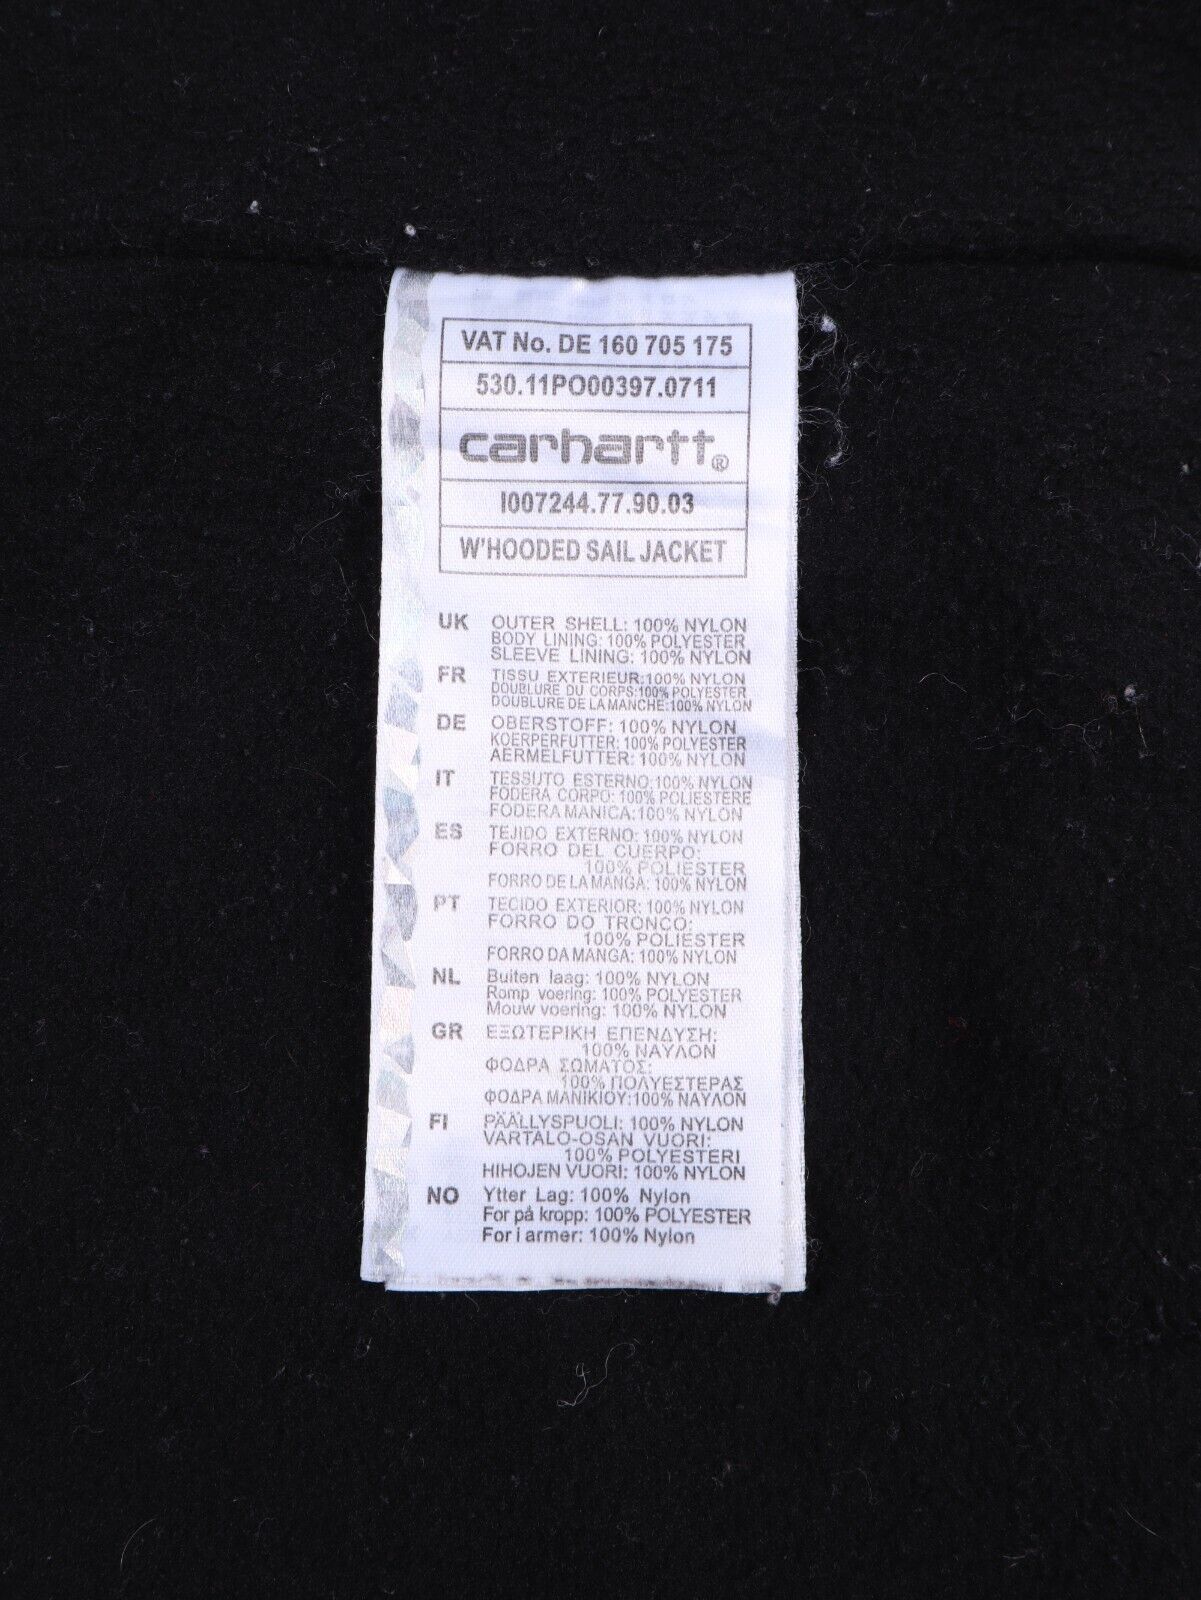 VAT No. DE 160 705 175
530.11PO00397.0711
carhartt®
I007244.77.90.03
W'HOODED SAIL JACKET
UK OUTER SHELL: 100% NYLON
BODY LINING: 100% POLYESTER
SLEEVE LINING: 100% NYLON
FR TISSU EXTERIEUR:100% NYLON
DOUBLURE DU CORPS:100% POLYESTER
DOUBLURE DE LA MANCHE:100% NYLON
DE OBERSTOFF: 100% NYLON
KOERPERFUTTER: 100% POLYESTER
AERMELFUTTER: 100% NYLON
IT TESSUTO ESTERNO:100% NYLON
FODERA CORPO: 100% POLIESTERE
FODERA MANICA:100% NYLON
ES TEJIDO EXTERNO: 100% NYLON
FORRO DEL CUERPO:
100% POLIESTER
FORRO DE LA MANGA: 100% NYLON
PT TECIDO EXTERIOR: 100% NYLON
FORRO DO TRONCO:
100% POLIESTER
FORRO DA MANGA: 100% NYLON
NL Buiten laag: 100% NYLON
Romp voering: 100% POLYESTER
Mouw voering: 100% NYLON
GR ΕΞΩΤΕΡΙΚΗ ΕΠΕΝΔΥΣΗ:
100% ΝΑΥΛΟΝ
ΦΟΔΡΑ ΣΩΜΑΤΟΣ:
100% ΠΟΛΥΕΣΤΕΡΑΣ
ΦΟΔΡΑ ΜΑΝΙΚΙΟΥ:100% ΝΑΥΛΟΝ
FI PÄÄLLYSPUOLI: 100% NYLON
VARTALO-OSAN VUORI:
100% POLYESTERI
HIHOJEN VUORI: 100% NYLON
NO Ytter Lag: 100% Nylon
For på kropp: 100% POLYESTER
For i armer: 100% Nylon